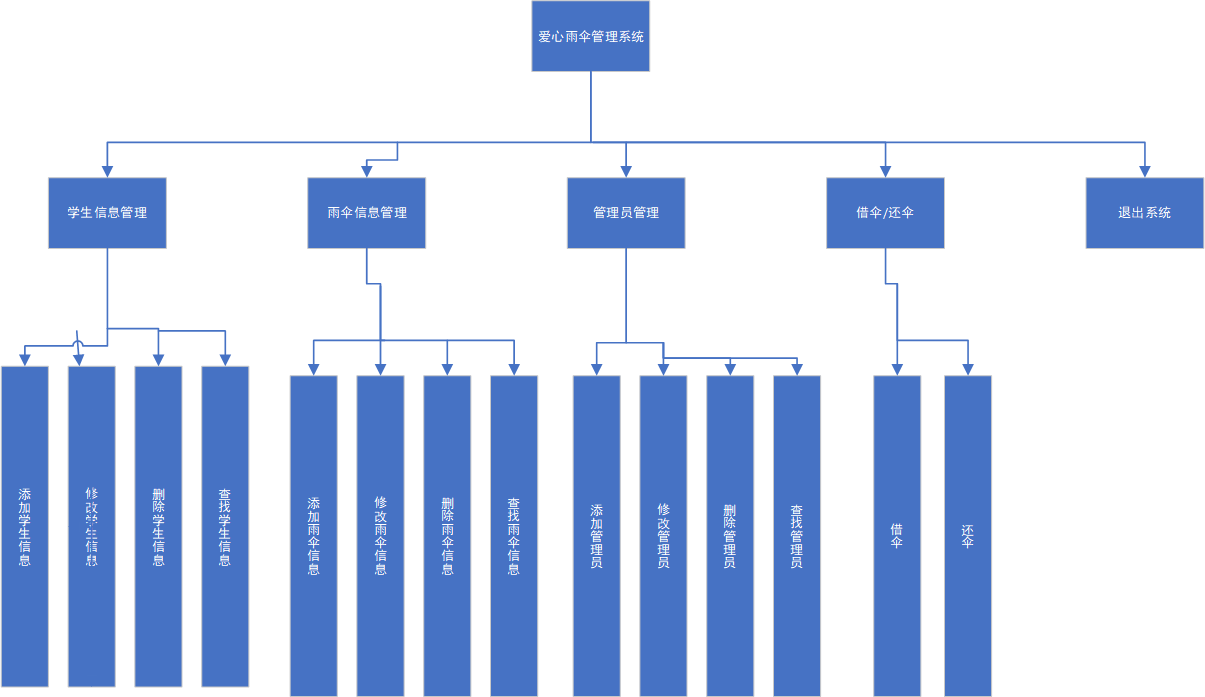 爱心雨伞管理系统
学生信息管理
雨伞信息管理
管理员管理
借伞/还伞
退出系统
添加学生信息
修改学生信息
删除学生信息
查找学生信息
添加雨伞信息
修改雨伞信息
删除雨伞信息
查找雨伞信息
添加管理员
修改管理员
删除管理员
查找管理员
借伞
还伞